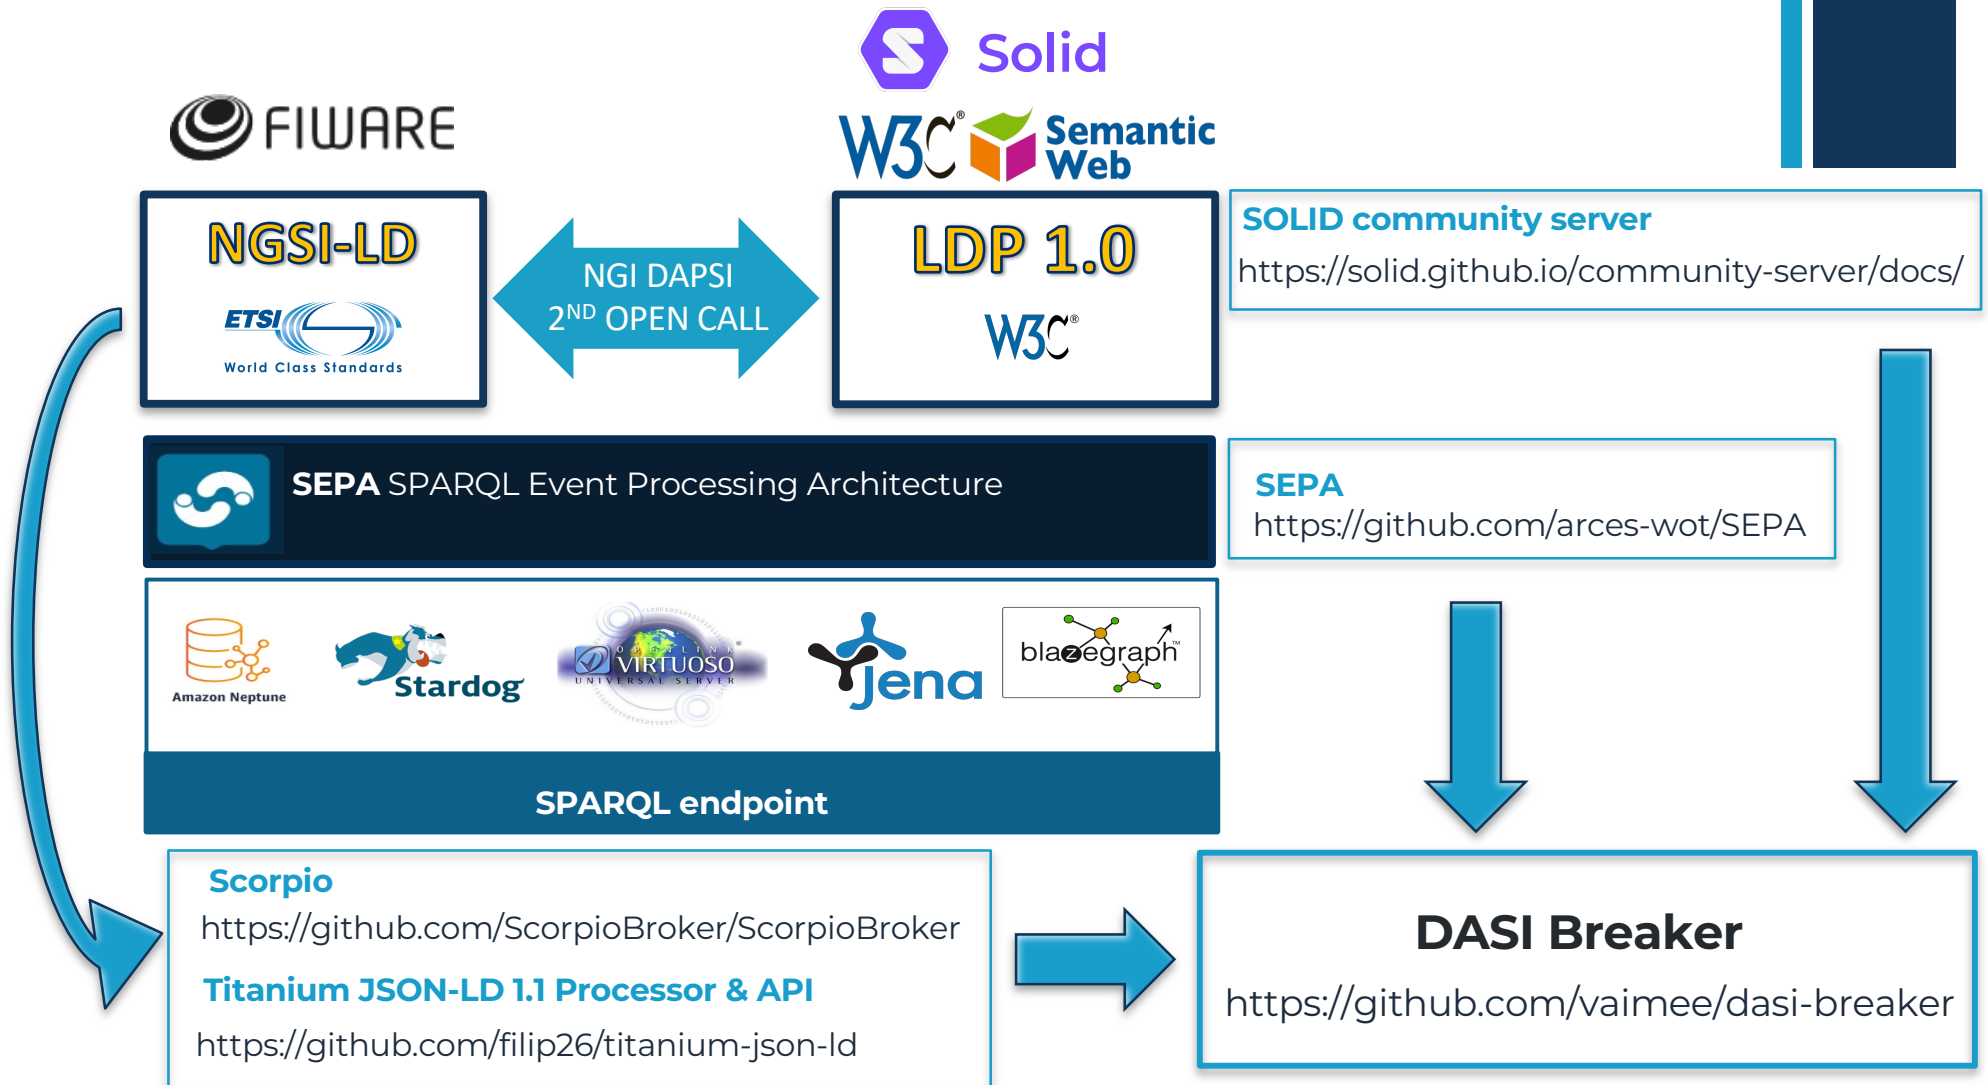 Solid
FIWARE
W3C® Semantic
Web
NGSI-LD
ETSI
World Class Standards
NGI DAPSI
2ND OPEN CALL
LDP 1.0
W3C®
SOLID community server
https://solid.github.io/community-server/docs/
SEPA SPARQL Event Processing Architecture
SEPA
https://github.com/arces-wot/SEPA
Amazon Neptune
Stardog
OPENLINK
VIRTUOSO®
UNIVERSAL SERVER
Jena
blazegraph™
SPARQL endpoint
Scorpio
https://github.com/ScorpioBroker/ScorpioBroker
Titanium JSON-LD 1.1 Processor & API
https://github.com/filip26/titanium-json-ld
DASI Breaker
https://github.com/vaimee/dasi-breaker